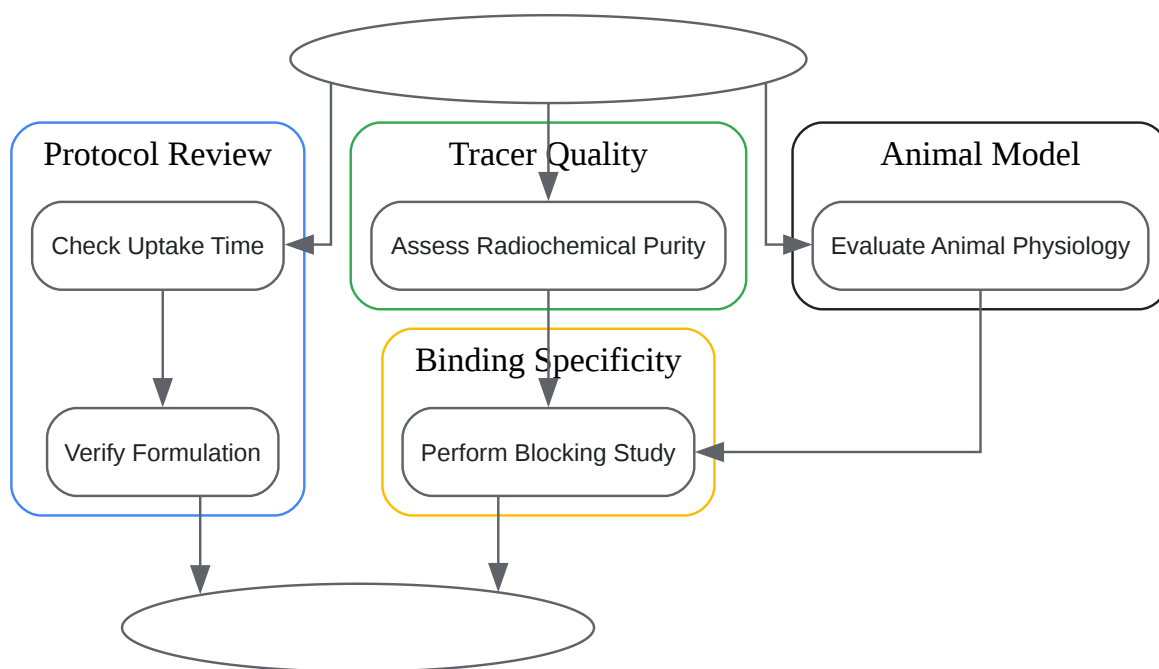 Protocol Review
Tracer Quality
Animal Model
Check Uptake Time
Assess Radiochemical Purity
Evaluate Animal Physiology
Binding Specificity
Verify Formulation
Perform Blocking Study